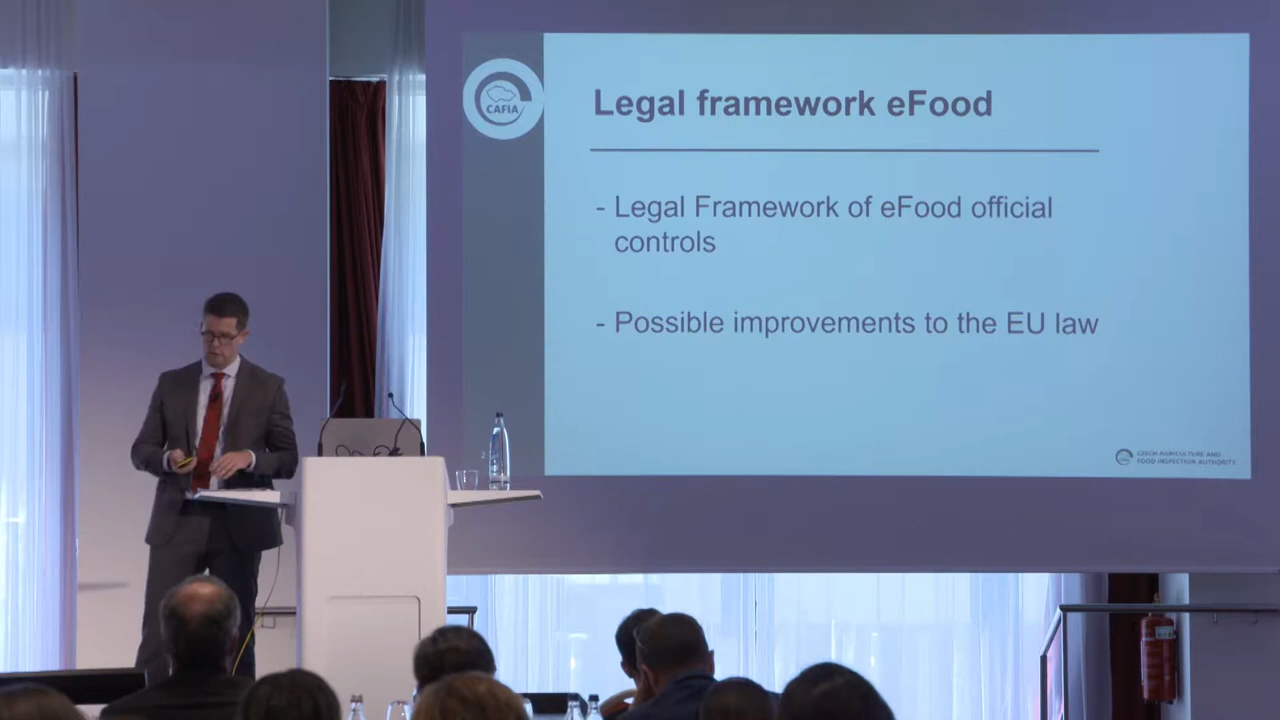 CAFIA
Legal framework eFood
- Legal Framework of eFood official
controls
- Possible improvements to the EU law
CZECH AGRICULTURE AND
FOOD INSPECTION AUTHORITY